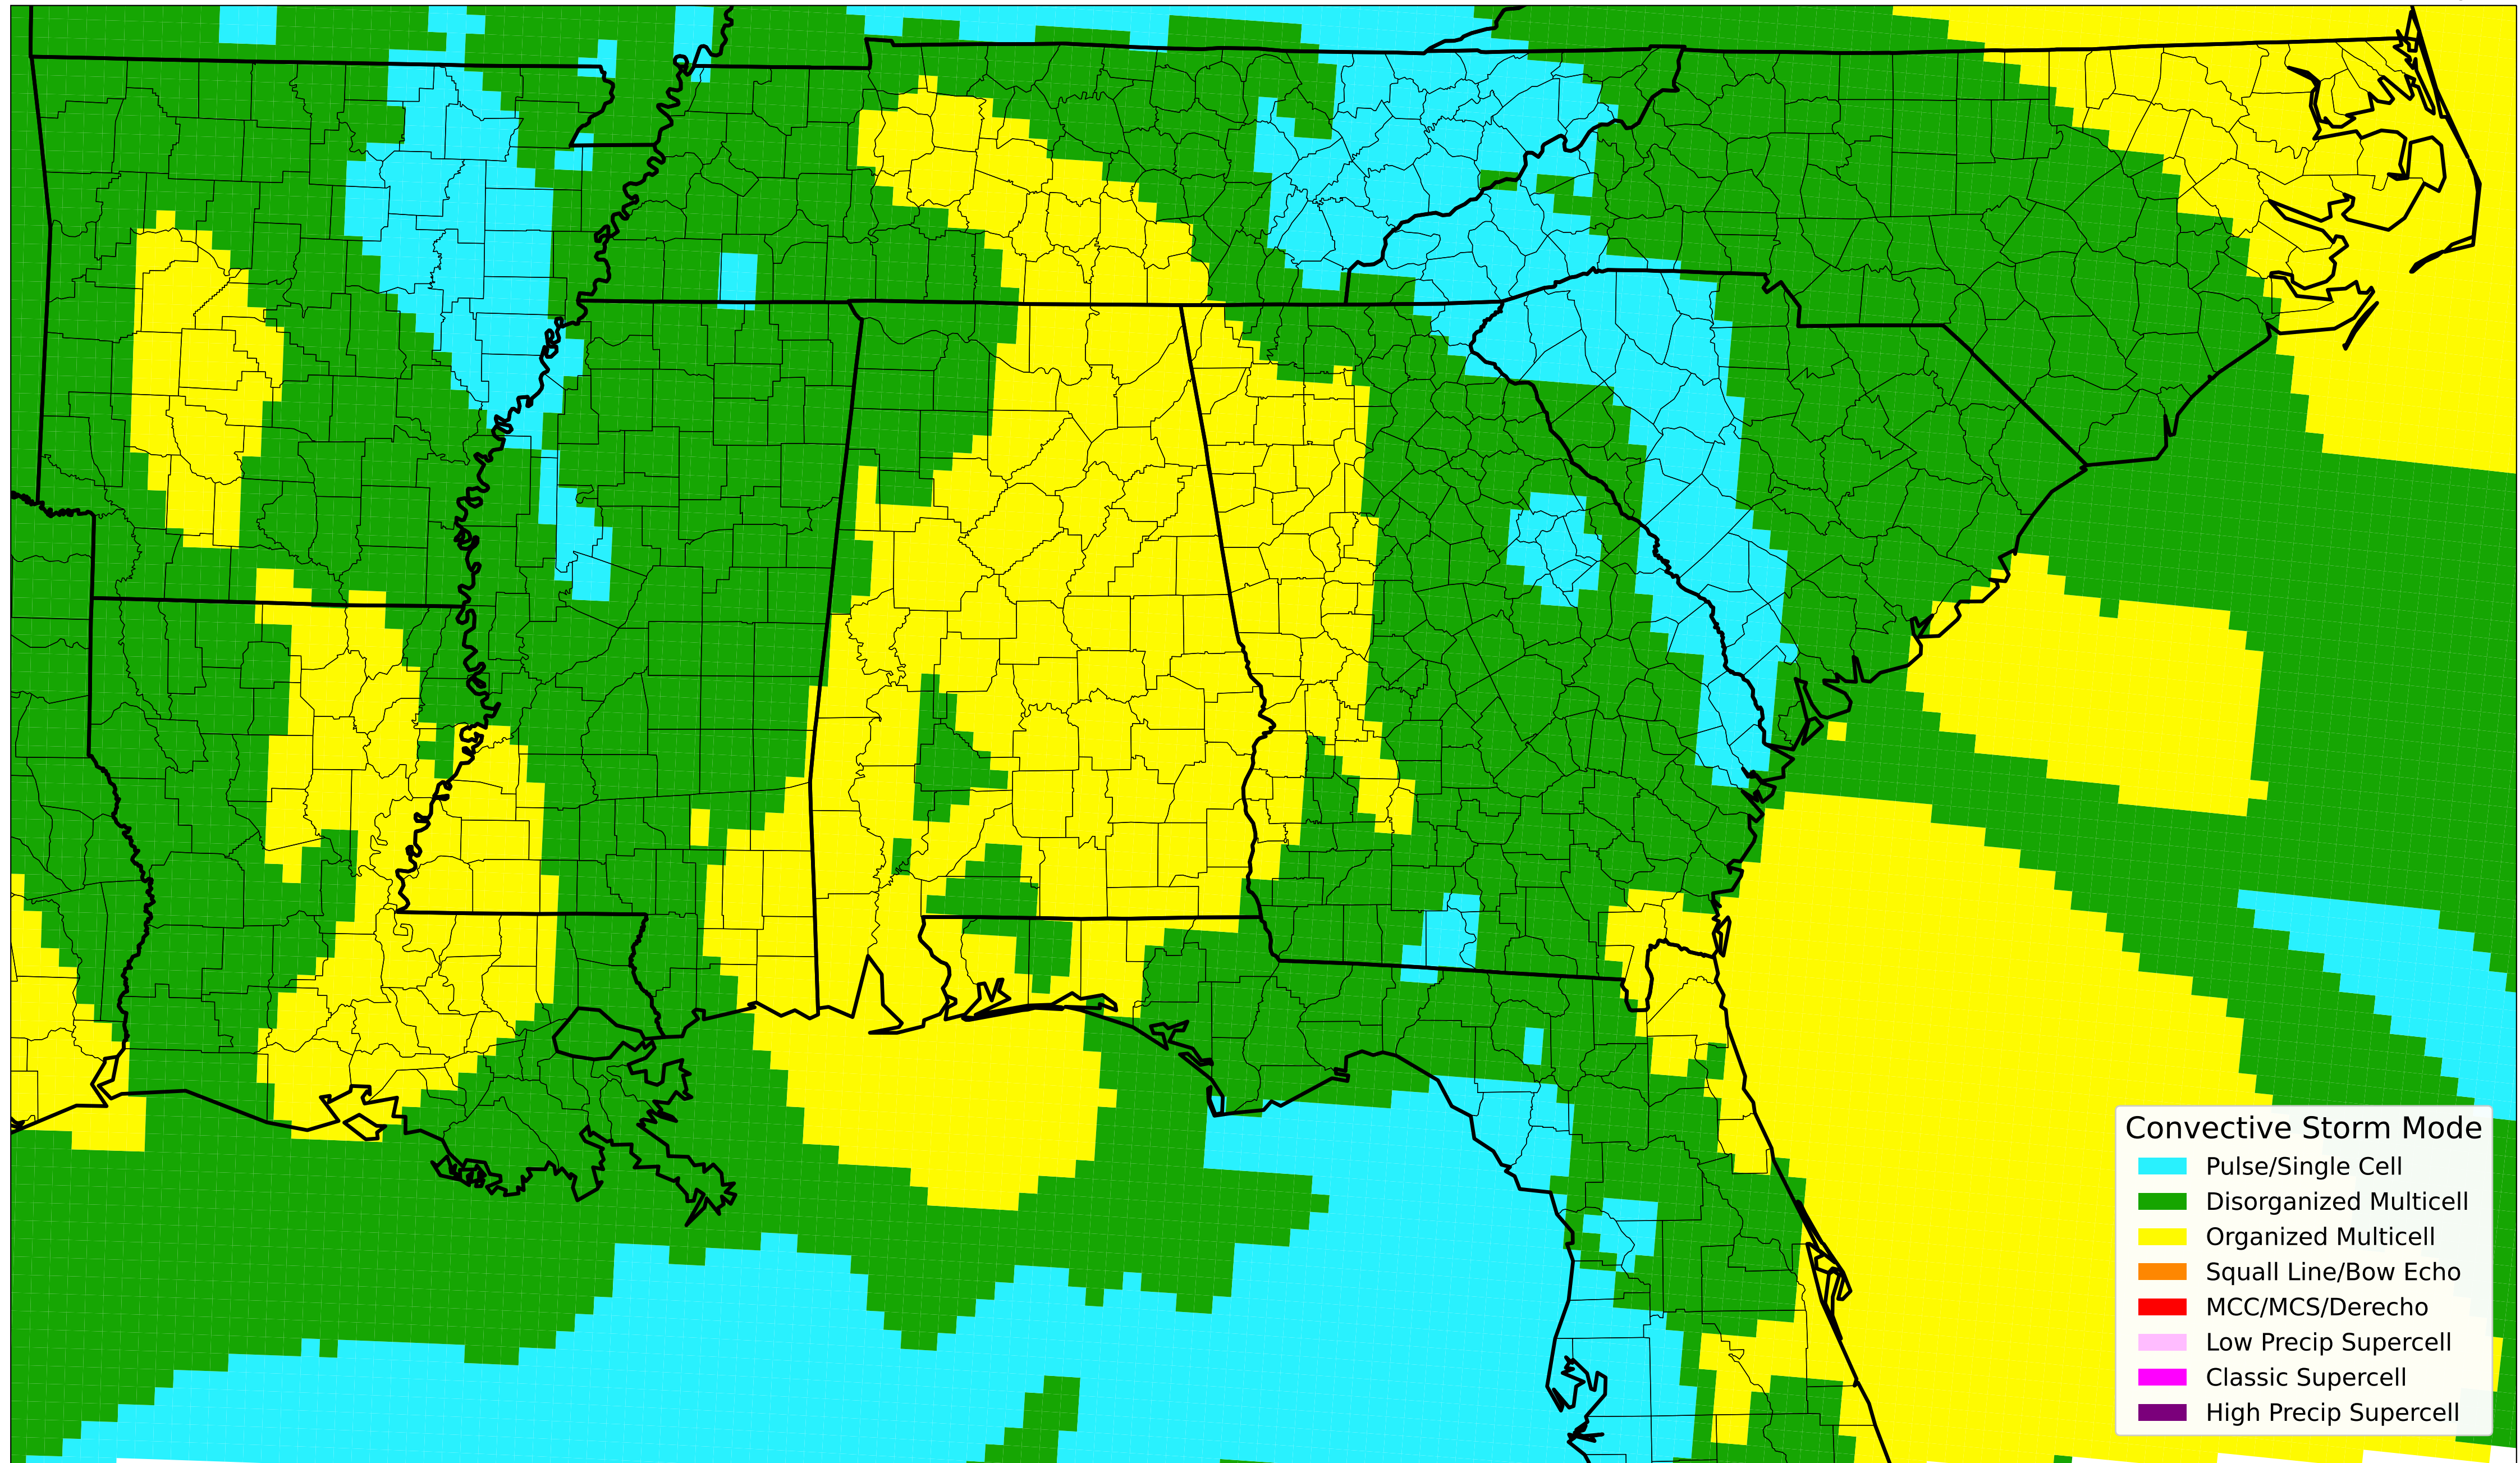 Convective Storm Mode
Pulse/Single Cell
Disorganized Multicell
Organized Multicell
Squall Line/Bow Echo
MCC/MCS/Derecho
Low Precip Supercell
Classic Supercell
High Precip Supercell